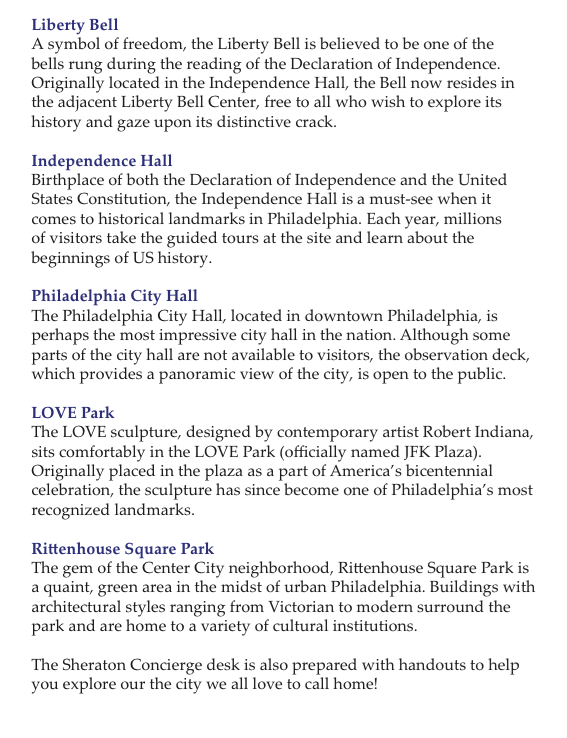 Liberty Bell
A symbol of freedom, the Liberty Bell is believed to be one of the
bells rung during the reading of the Declaration of Independence.
Originally located in the Independence Hall, the Bell now resides in
the adjacent Liberty Bell Center, free to all who wish to explore its
history and gaze upon its distinctive crack.
Independence Hall
Birthplace of both the Declaration of Independence and the United
States Constitution, the Independence Hall is a must-see when it
comes to historical landmarks in Philadelphia. Each year, millions
of visitors take the guided tours at the site and learn about the
beginnings of US history.
Philadelphia City Hall
The Philadelphia City Hall, located in downtown Philadelphia, is
perhaps the most impressive city hall in the nation. Although some
parts of the city hall are not available to visitors, the observation deck,
which provides a panoramic view of the city, is open to the public.
LOVE Park
The LOVE sculpture, designed by contemporary artist Robert Indiana,
sits comfortably in the LOVE Park (officially named JFK Plaza).
Originally placed in the plaza as a part of America's bicentennial
celebration, the sculpture has since become one of Philadelphia's most
recognized landmarks.
Rittenhouse Square Park
The gem of the Center City neighborhood, Rittenhouse Square Park is
a quaint, green area in the midst of urban Philadelphia. Buildings with
architectural styles ranging from Victorian to modern surround the
park and are home to a variety of cultural institutions.
The Sheraton Concierge desk is also prepared with handouts to help
you explore our the city we all love to call home!